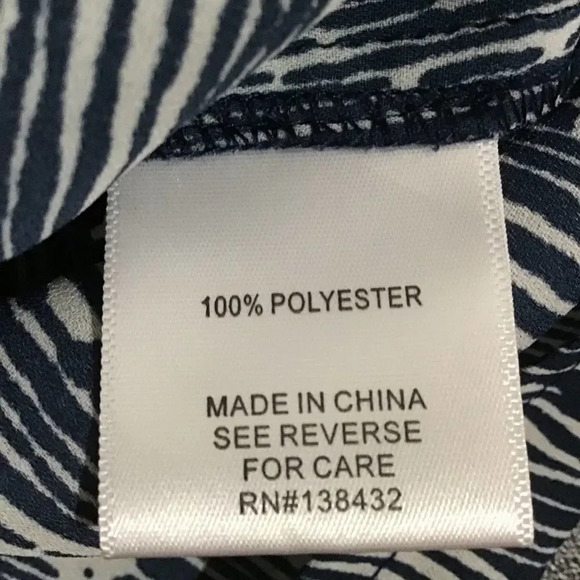 100% POLYESTER
MADE IN CHINA
SEE REVERSE
FOR CARE
RN#138432